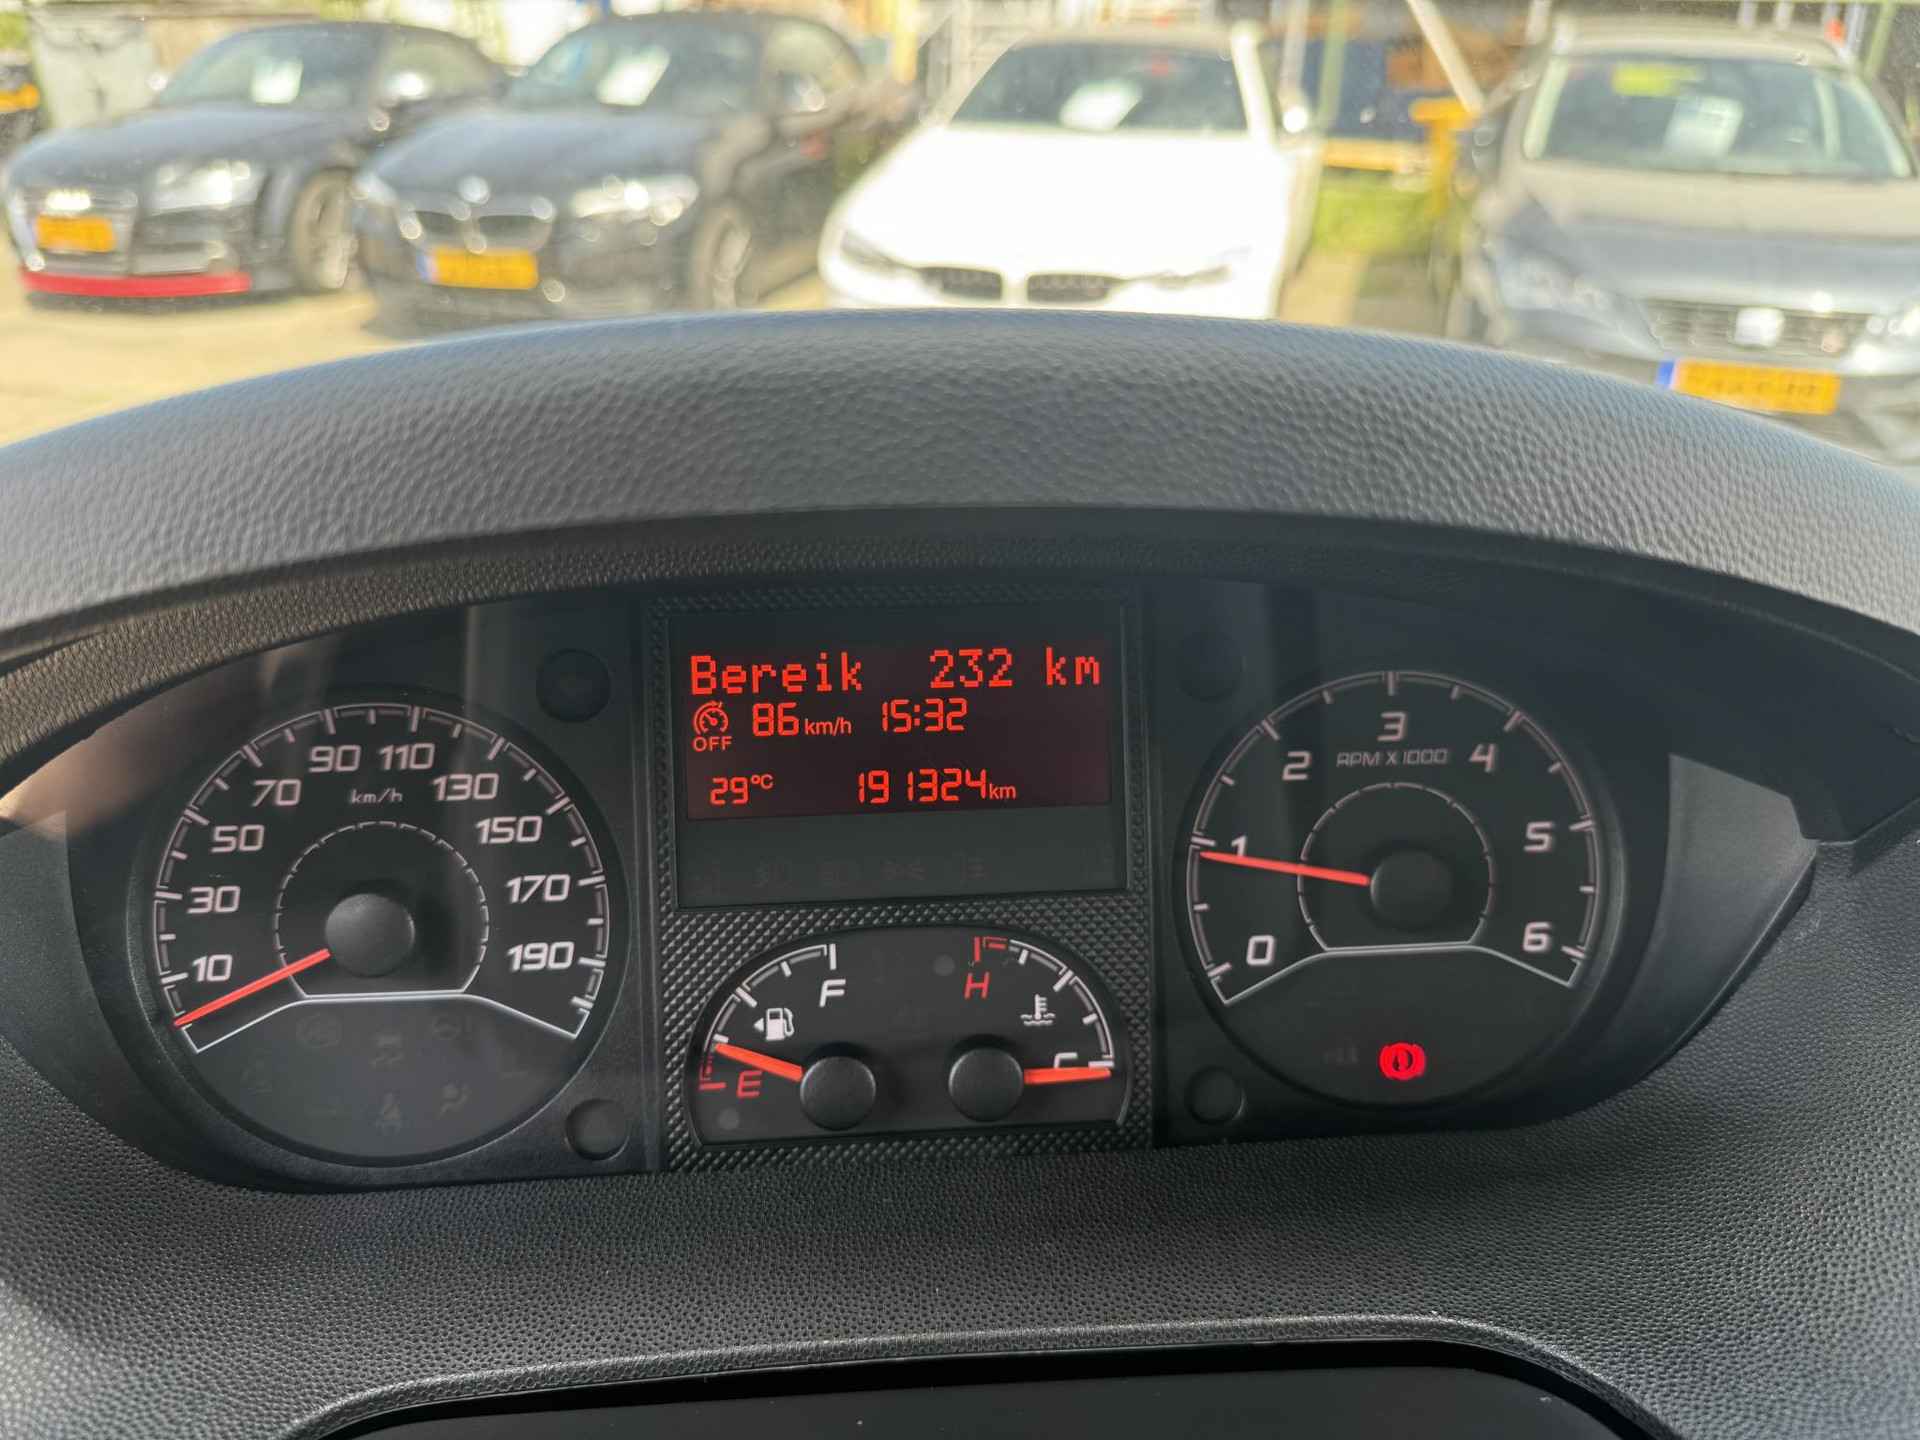 Bereik 232 km
86 km/h 15:32
OFF
29°C 191324 km
10 30 50 70 90 110 130 150 170 190
km/h
F
E
H
C
0 1 2 3 4 5 6
RPM X 1000